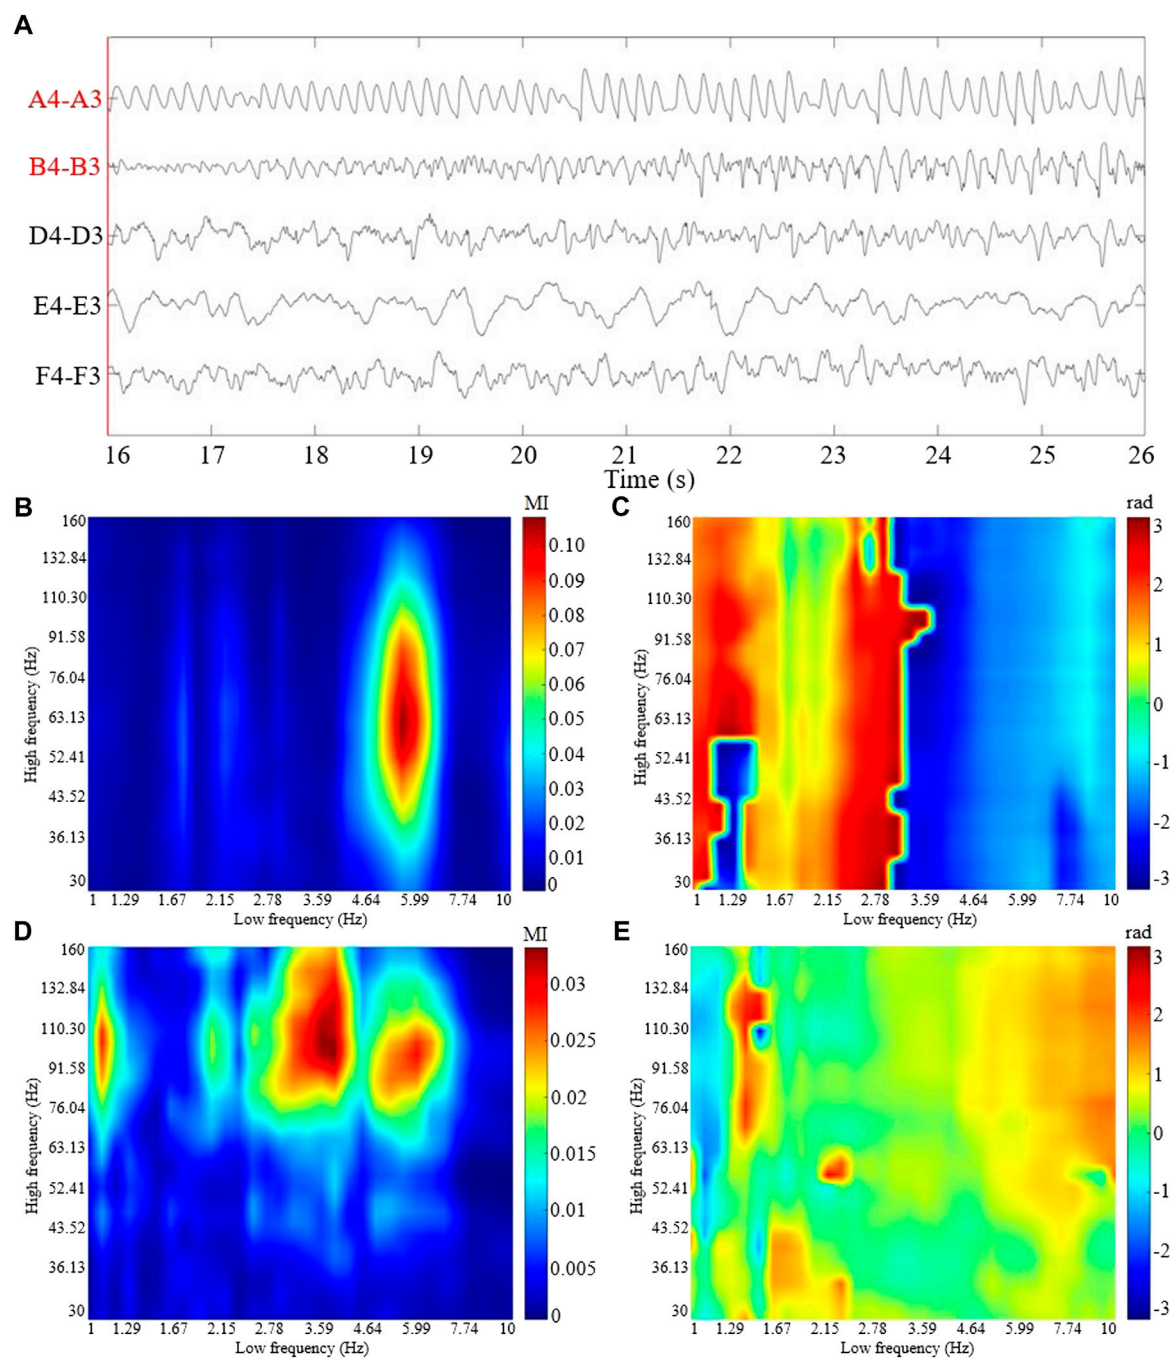 A
A4-A3
B4-B3
D4-D3
E4-E3
F4-F3
16 17 18 19 20 21 22 23 24 25 26
Time (s)
B
MI
High frequency (Hz)
160
132.84
110.30
91.58
76.04
63.13
52.41
43.52
36.13
30
1 1.29 1.67 2.15 2.78 3.59 4.64 5.99 7.74 10
Low frequency (Hz)
0.10
0.09
0.08
0.07
0.06
0.05
0.04
0.03
0.02
0.01
0
C
rad
High frequency (Hz)
160
132.84
110.30
91.58
76.04
63.13
52.41
43.52
36.13
30
1 1.29 1.67 2.15 2.78 3.59 4.64 5.99 7.74 10
Low frequency (Hz)
3
2
1
0
-1
-2
-3
D
MI
High frequency (Hz)
160
132.84
110.30
91.58
76.04
63.13
52.41
43.52
36.13
30
1 1.29 1.67 2.15 2.78 3.59 4.64 5.99 7.74 10
Low frequency (Hz)
0.03
0.025
0.02
0.015
0.01
0.005
0
E
rad
High frequency (Hz)
160
132.84
110.30
91.58
76.04
63.13
52.41
43.52
36.13
30
1 1.29 1.67 2.15 2.78 3.59 4.64 5.99 7.74 10
Low frequency (Hz)
3
2
1
0
-1
-2
-3